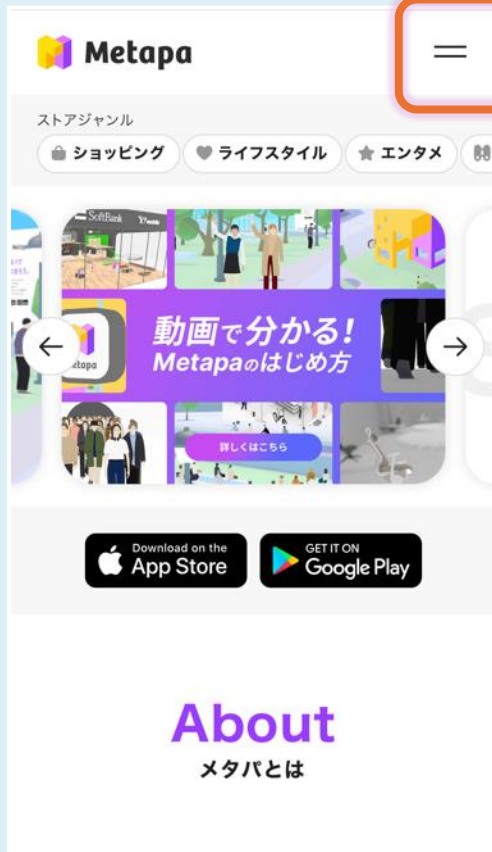 Metapa
ストアジャンル
ショッピング
ライフスタイル
エンタメ
SoftBank
Y!mobile
動画で分かる!
Metapaのはじめ方
詳しくはこちら
Download on the
App Store
GET IT ON
Google Play
About
メタパとは